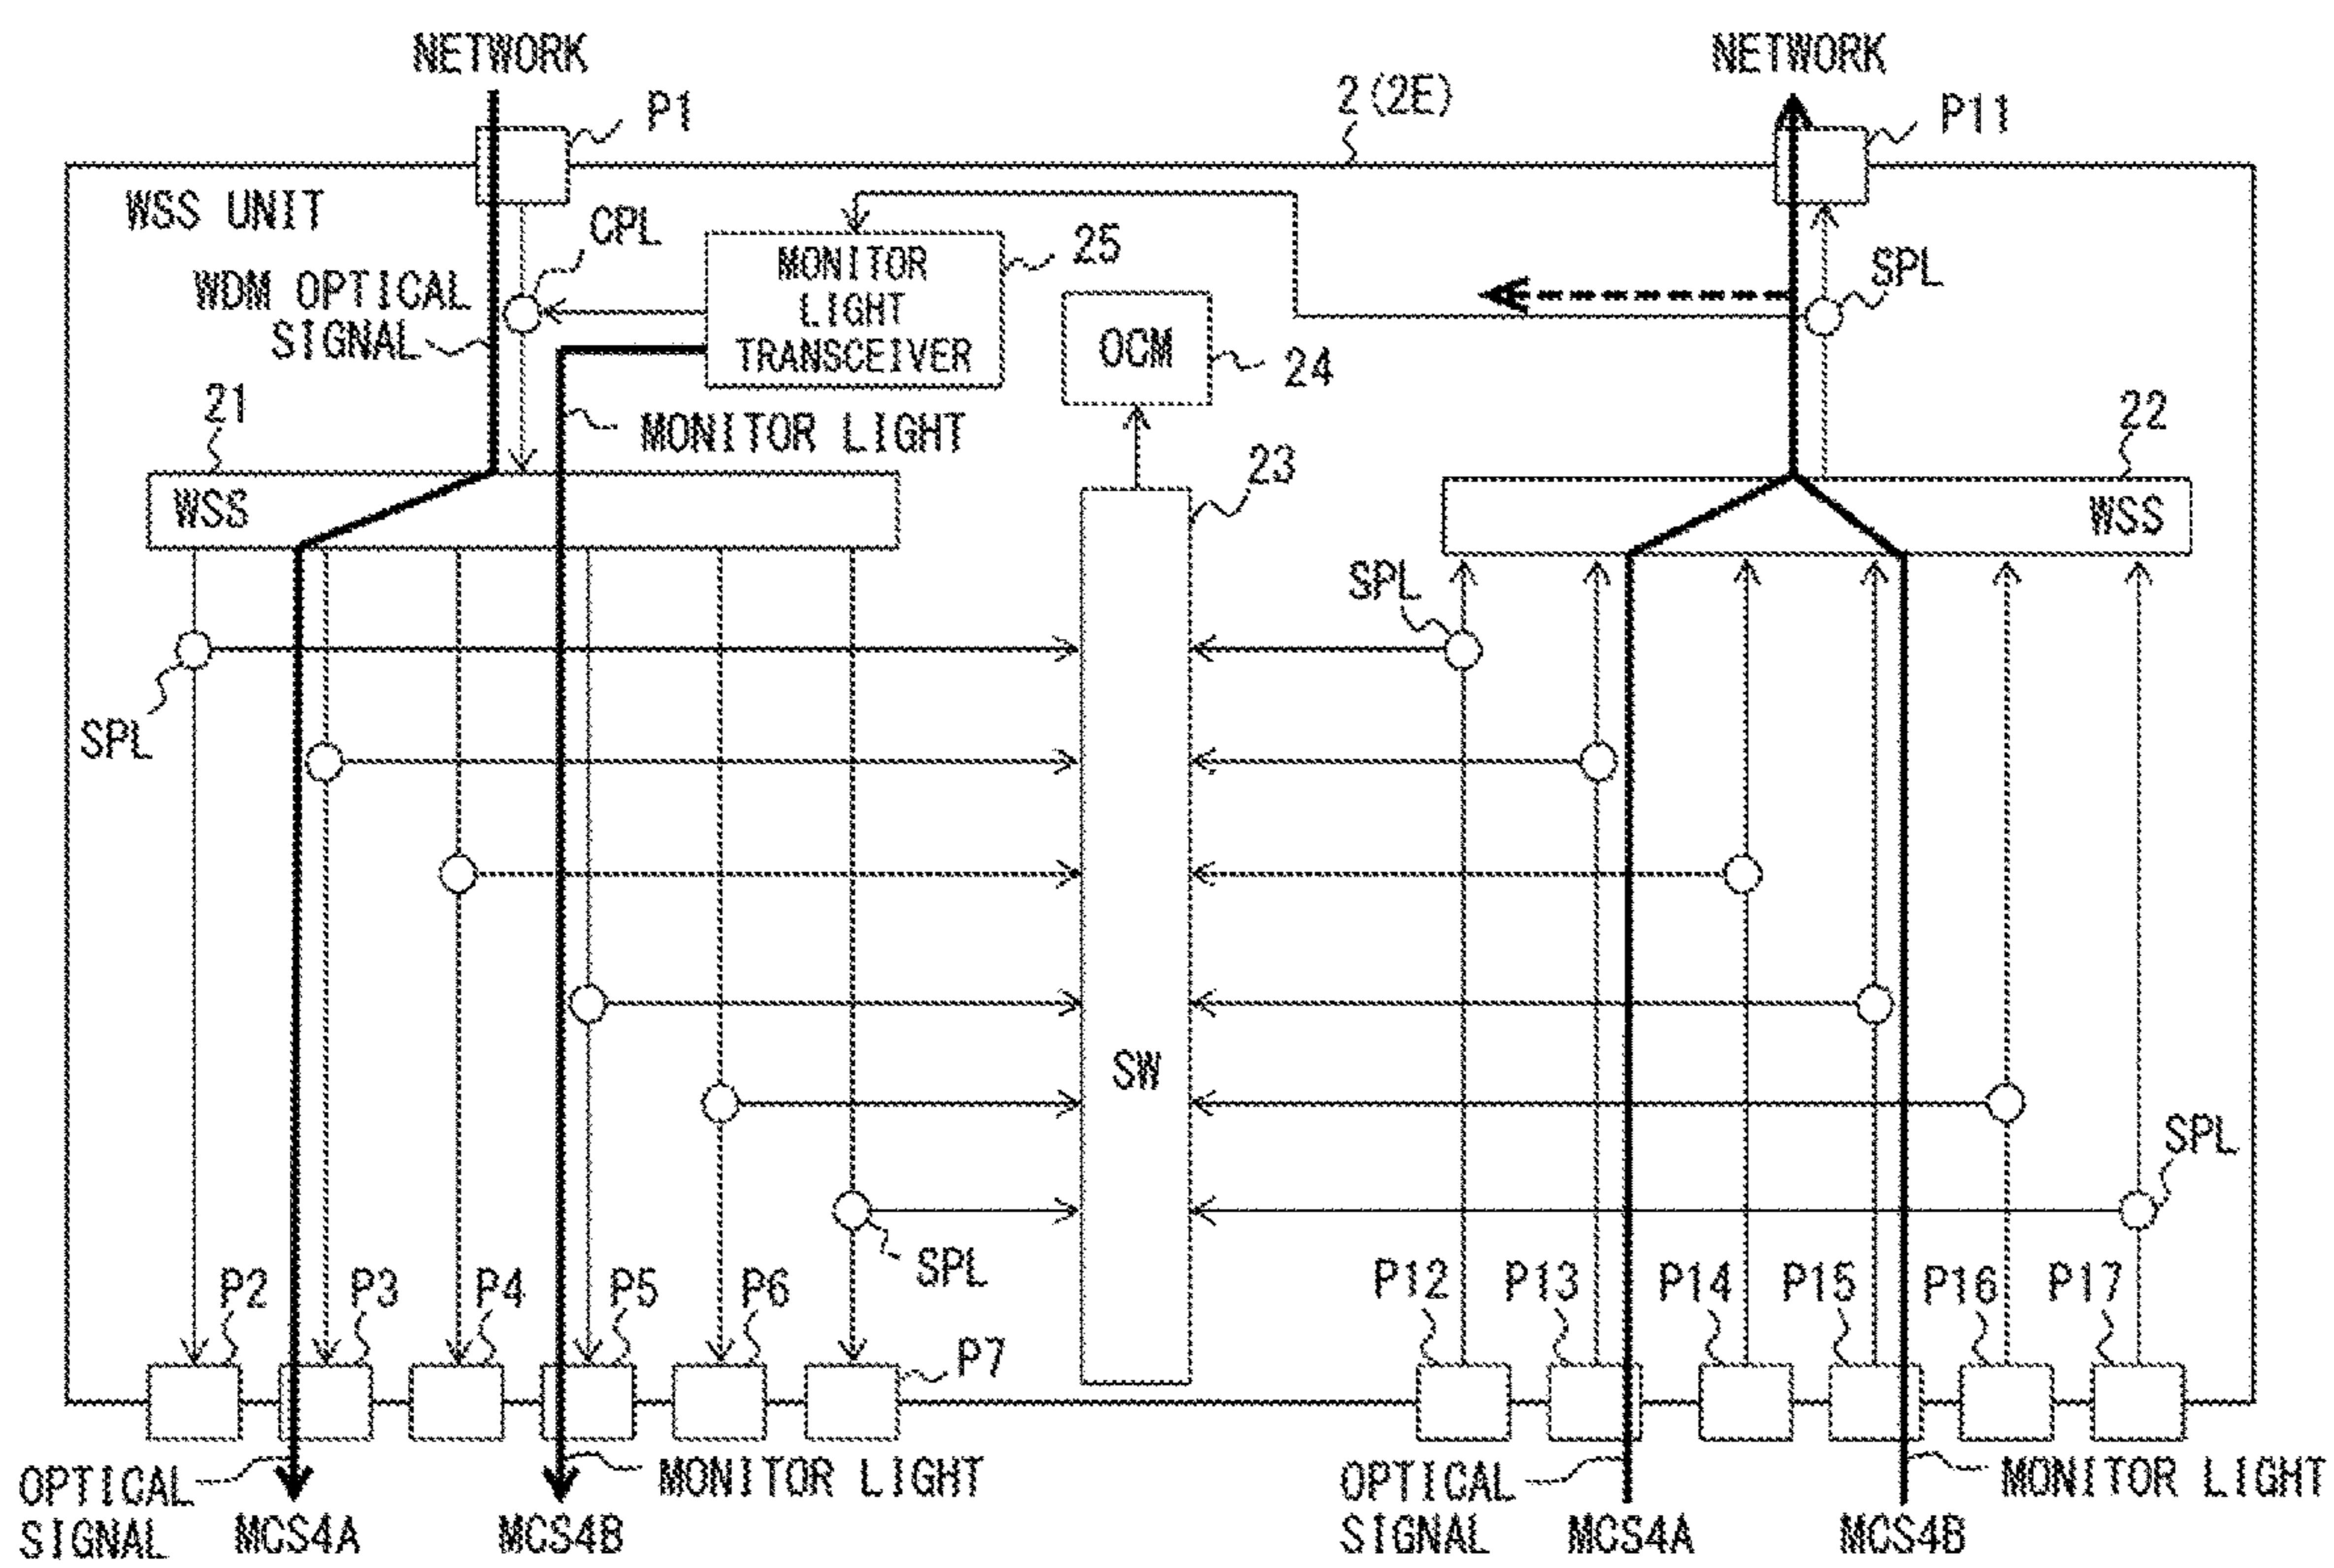 NETWORK
NETWORK
P1
2(2E)
P11
WSS UNIT
CPL
25
MONITOR
LIGHT
TRANSCEIVER
SPL
WDM OPTICAL
SIGNAL
OCM
24
21
MONITOR LIGHT
22
23
WSS
WSS
SPL
SPL
SW
SPL
SPL
P2
P3
P4
P5
P6
P7
P12
P13
P14
P15
P16
P17
OPTICAL
SIGNAL
MCS4A
MONITOR LIGHT
MCS4B
OPTICAL
SIGNAL
MCS4A
MONITOR LIGHT
MCS4B